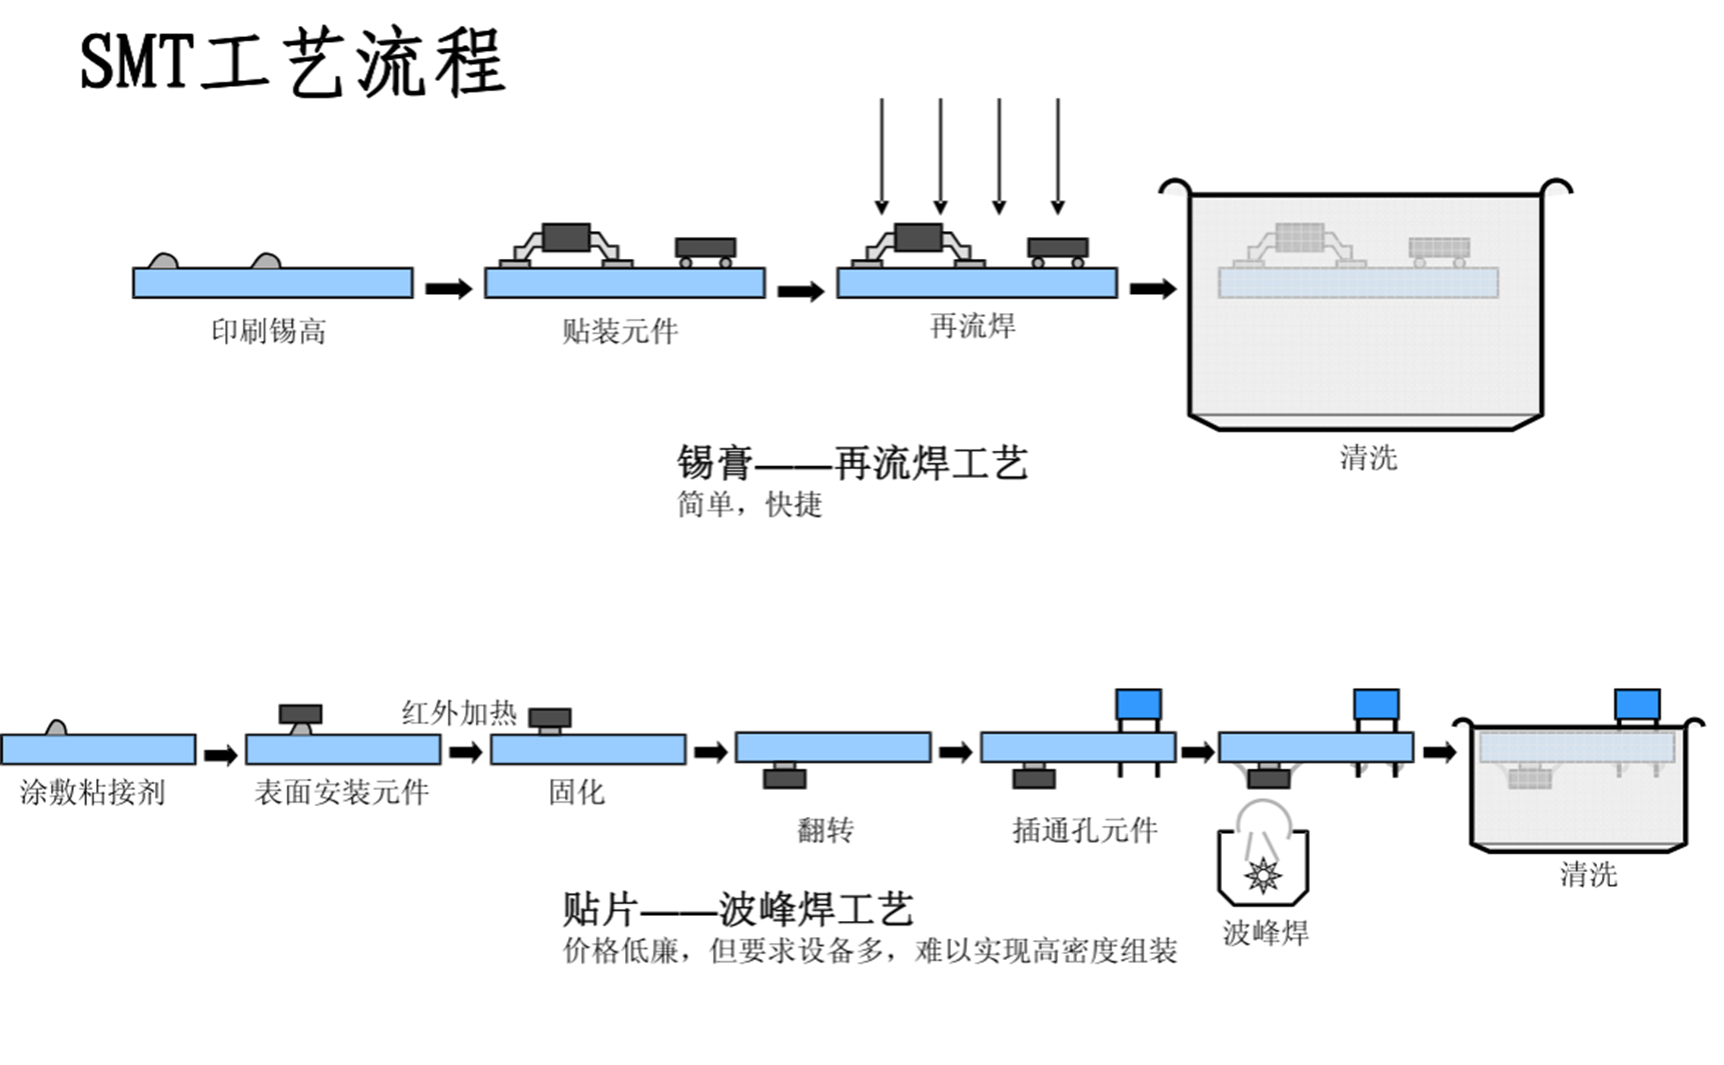 SMT工艺流程
印刷锡高
贴装元件
再流焊
清洗
锡膏——再流焊工艺
简单，快捷
红外加热
涂敷粘接剂
表面安装元件
固化
翻转
插通孔元件
波峰焊
清洗
贴片——波峰焊工艺
价格低廉，但要求设备多，难以实现高密度组装